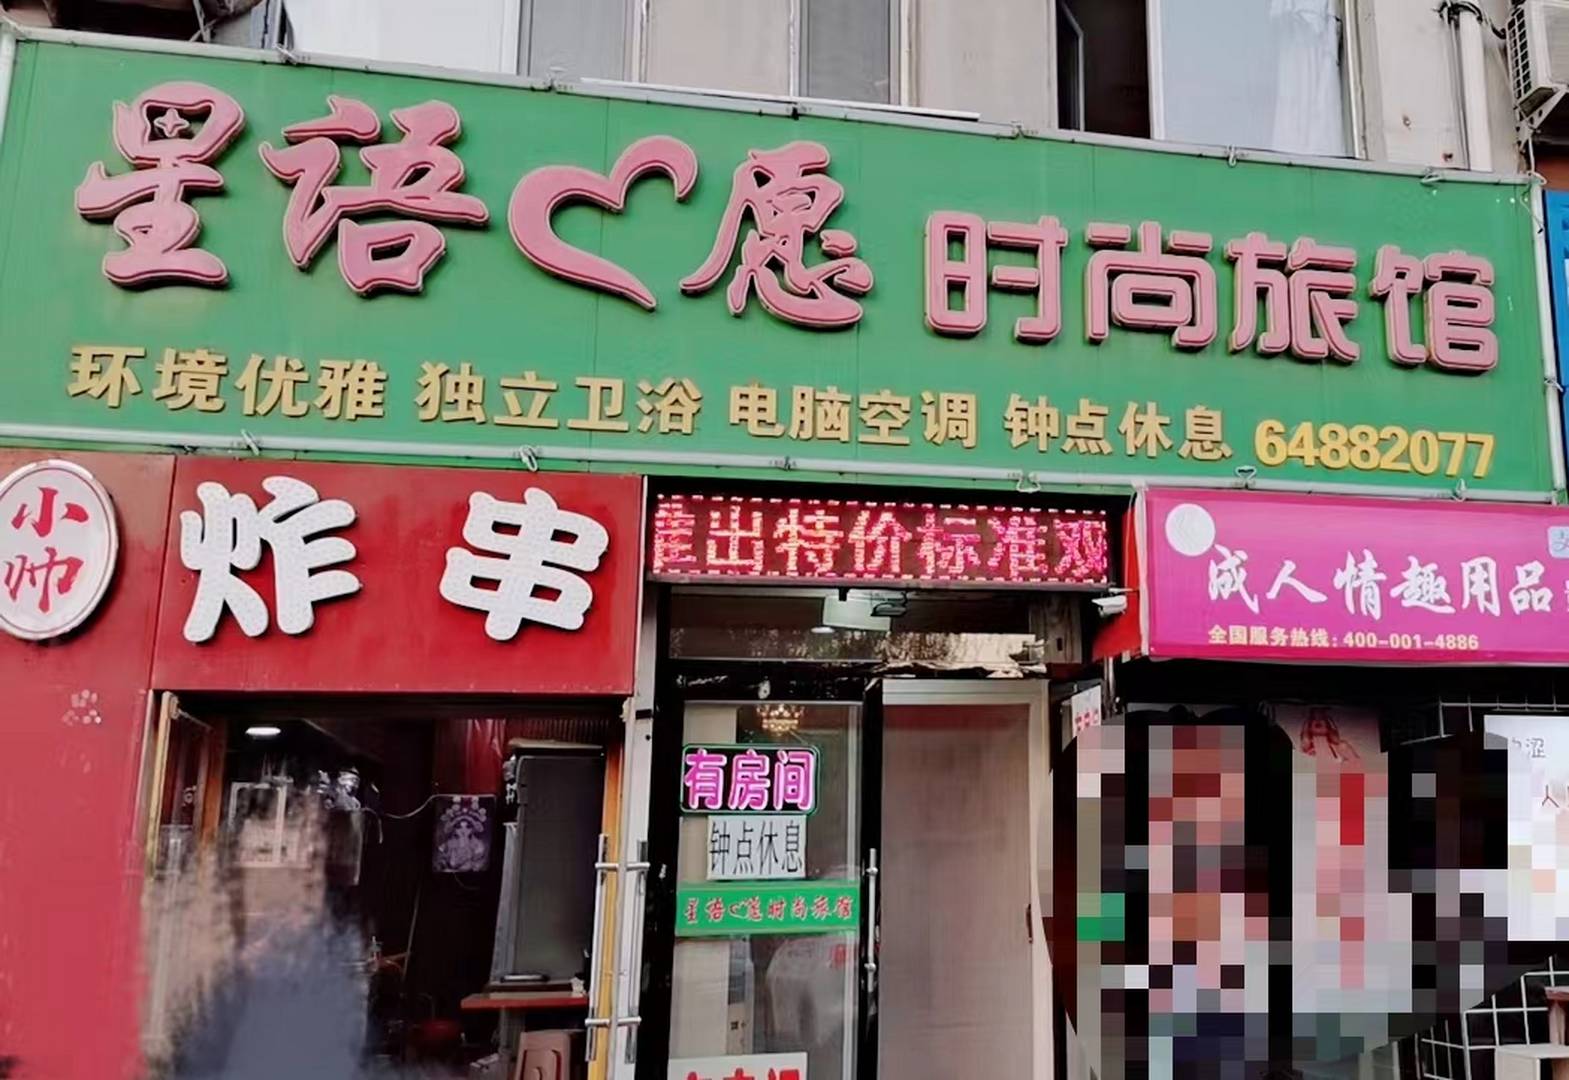 星语心愿时尚旅馆
环境优雅 独立卫浴 电脑空调 钟点休息 64882077
小帅
炸串
出特价标准双
成人情趣用品
全国服务热线：400-001-4886
有房间
钟点休息
星语心愿时尚旅馆